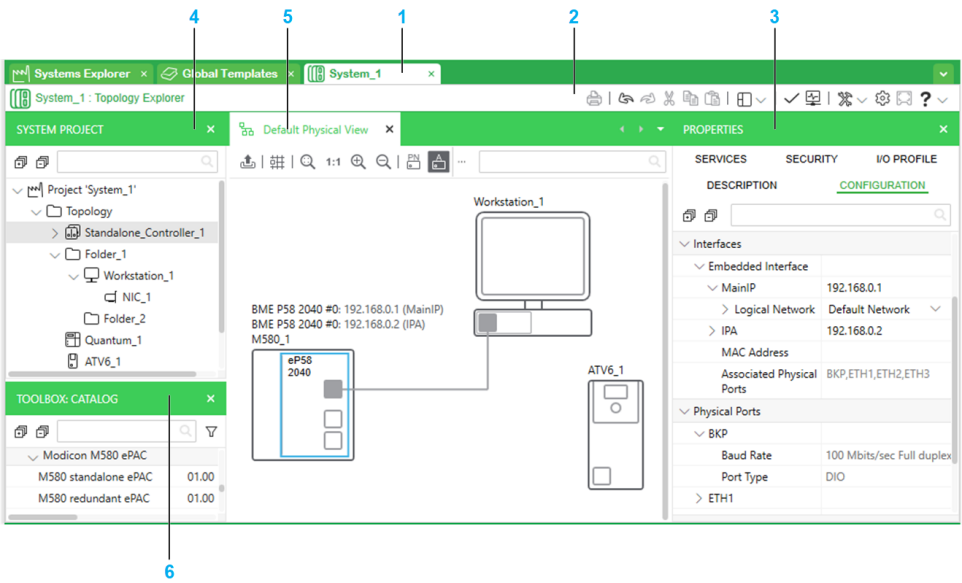 4 5 1 2 3
Systems Explorer × Global Templates × System_1 ×
System_1 : Topology Explorer ?
SYSTEM PROJECT × Default Physical View × PROPERTIES ×
1:1 PN A ...
SERVICES SECURITY I/O PROFILE
DESCRIPTION CONFIGURATION
Project 'System_1'
Topology
Standalone_Controller_1
Folder_1
Workstation_1
NIC_1
Folder_2
Quantum_1
ATV6_1
TOOLBOX: CATALOG ×
Modicon M580 ePAC
M580 standalone ePAC 01.00
M580 redundant ePAC 01.00
Workstation_1
BME P58 2040 #0: 192.168.0.1 (MainIP)
BME P58 2040 #0: 192.168.0.2 (IPA)
M580_1
eP58
2040
ATV6_1
Interfaces
Embedded Interface
MainIP 192.168.0.1
Logical Network Default Network
IPA 192.168.0.2
MAC Address
Associated Physical BKP,ETH1,ETH2,ETH3
Ports
Physical Ports
BKP
Baud Rate 100 Mbits/sec Full duplex
Port Type DIO
ETH1
6